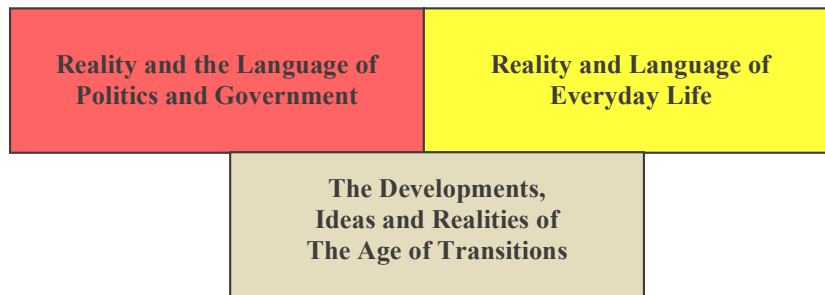 Reality and the Language of
Politics and Government
Reality and Language of
Everyday Life
The Developments,
Ideas and Realities of
The Age of Transitions